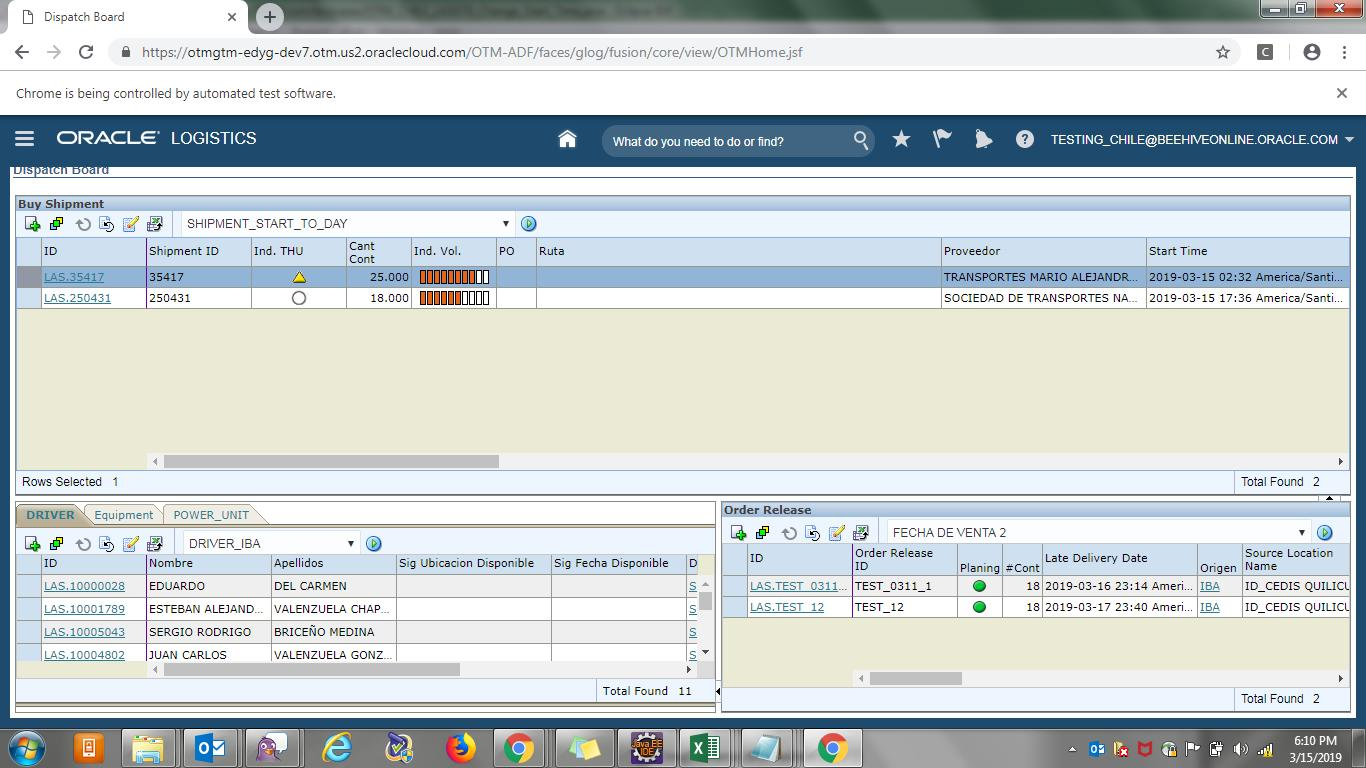 Dispatch Board
https://otmgtm-edyg-dev7.otm.us2.oraclecloud.com/OTM-ADF/faces/glog/fusion/core/view/OTMHome.jsf
Chrome is being controlled by automated test software.
ORACLE LOGISTICS What do you need to do or find? TESTING_CHILE@BEEHIVEONLINE.ORACLE.COM
Dispatch Board
Buy Shipment
SHIPMENT_START_TO_DAY
ID Shipment ID Ind. THU Cant Cont Ind. Vol. PO Ruta Proveedor Start Time
LAS.35417 35417 25.000 TRANSPORTES MARIO ALEJANDR... 2019-03-15 02:32 America/Santi...
LAS.250431 250431 18.000 SOCIEDAD DE TRANSPORTES NA... 2019-03-15 17:36 America/Santi...
Rows Selected 1 Total Found 2
DRIVER Equipment POWER_UNIT
DRIVER_IBA
ID Nombre Apellidos Sig Ubicacion Disponible Sig Fecha Disponible D
LAS.10000028 EDUARDO DEL CARMEN S
LAS.10001789 ESTEBAN ALEJAND... VALENZUELA CHAP... S
LAS.10005043 SERGIO RODRIGO BRICEÑO MEDINA S
LAS.10004802 JUAN CARLOS VALENZUELA GONZ... S
Total Found 11
Order Release
FECHA DE VENTA 2
ID Order Release ID Planing #Cont Late Delivery Date Origen Source Location Name
LAS.TEST_0311... TEST_0311_1 18 2019-03-16 23:14 Ameri... IBA ID_CEDIS QUILICU
LAS.TEST_12 TEST_12 18 2019-03-17 23:40 Ameri... IBA ID_CEDIS QUILICU
Total Found 2
Java EE IDE
6:10 PM
3/15/2019